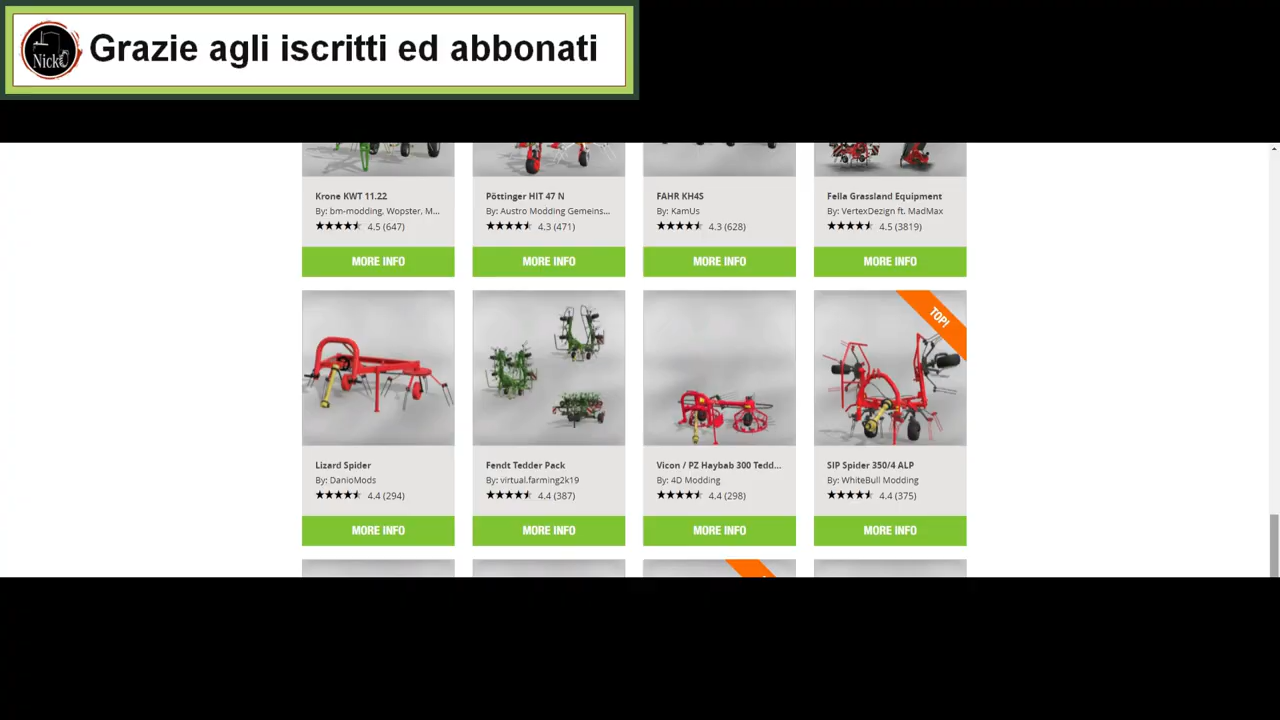 Nick
Grazie agli iscritti ed abbonati
Krone KWT 11.22
By: bm-modding, Wopster, M...
4.5 (647)
MORE INFO
Pöttinger HIT 47 N
By: Austro Modding Gemeins...
4.3 (471)
MORE INFO
FAHR KH4S
By: KamUs
4.3 (628)
MORE INFO
Fella Grassland Equipment
By: VertexDezign ft. MadMax
4.5 (3819)
MORE INFO
Lizard Spider
By: DanioMods
4.4 (294)
MORE INFO
Fendt Tedder Pack
By: virtual.farming2k19
4.4 (387)
MORE INFO
Vicon / PZ Haybab 300 Tedd...
By: 4D Modding
4.4 (298)
MORE INFO
TOP!
SIP Spider 350/4 ALP
By: WhiteBull Modding
4.4 (375)
MORE INFO